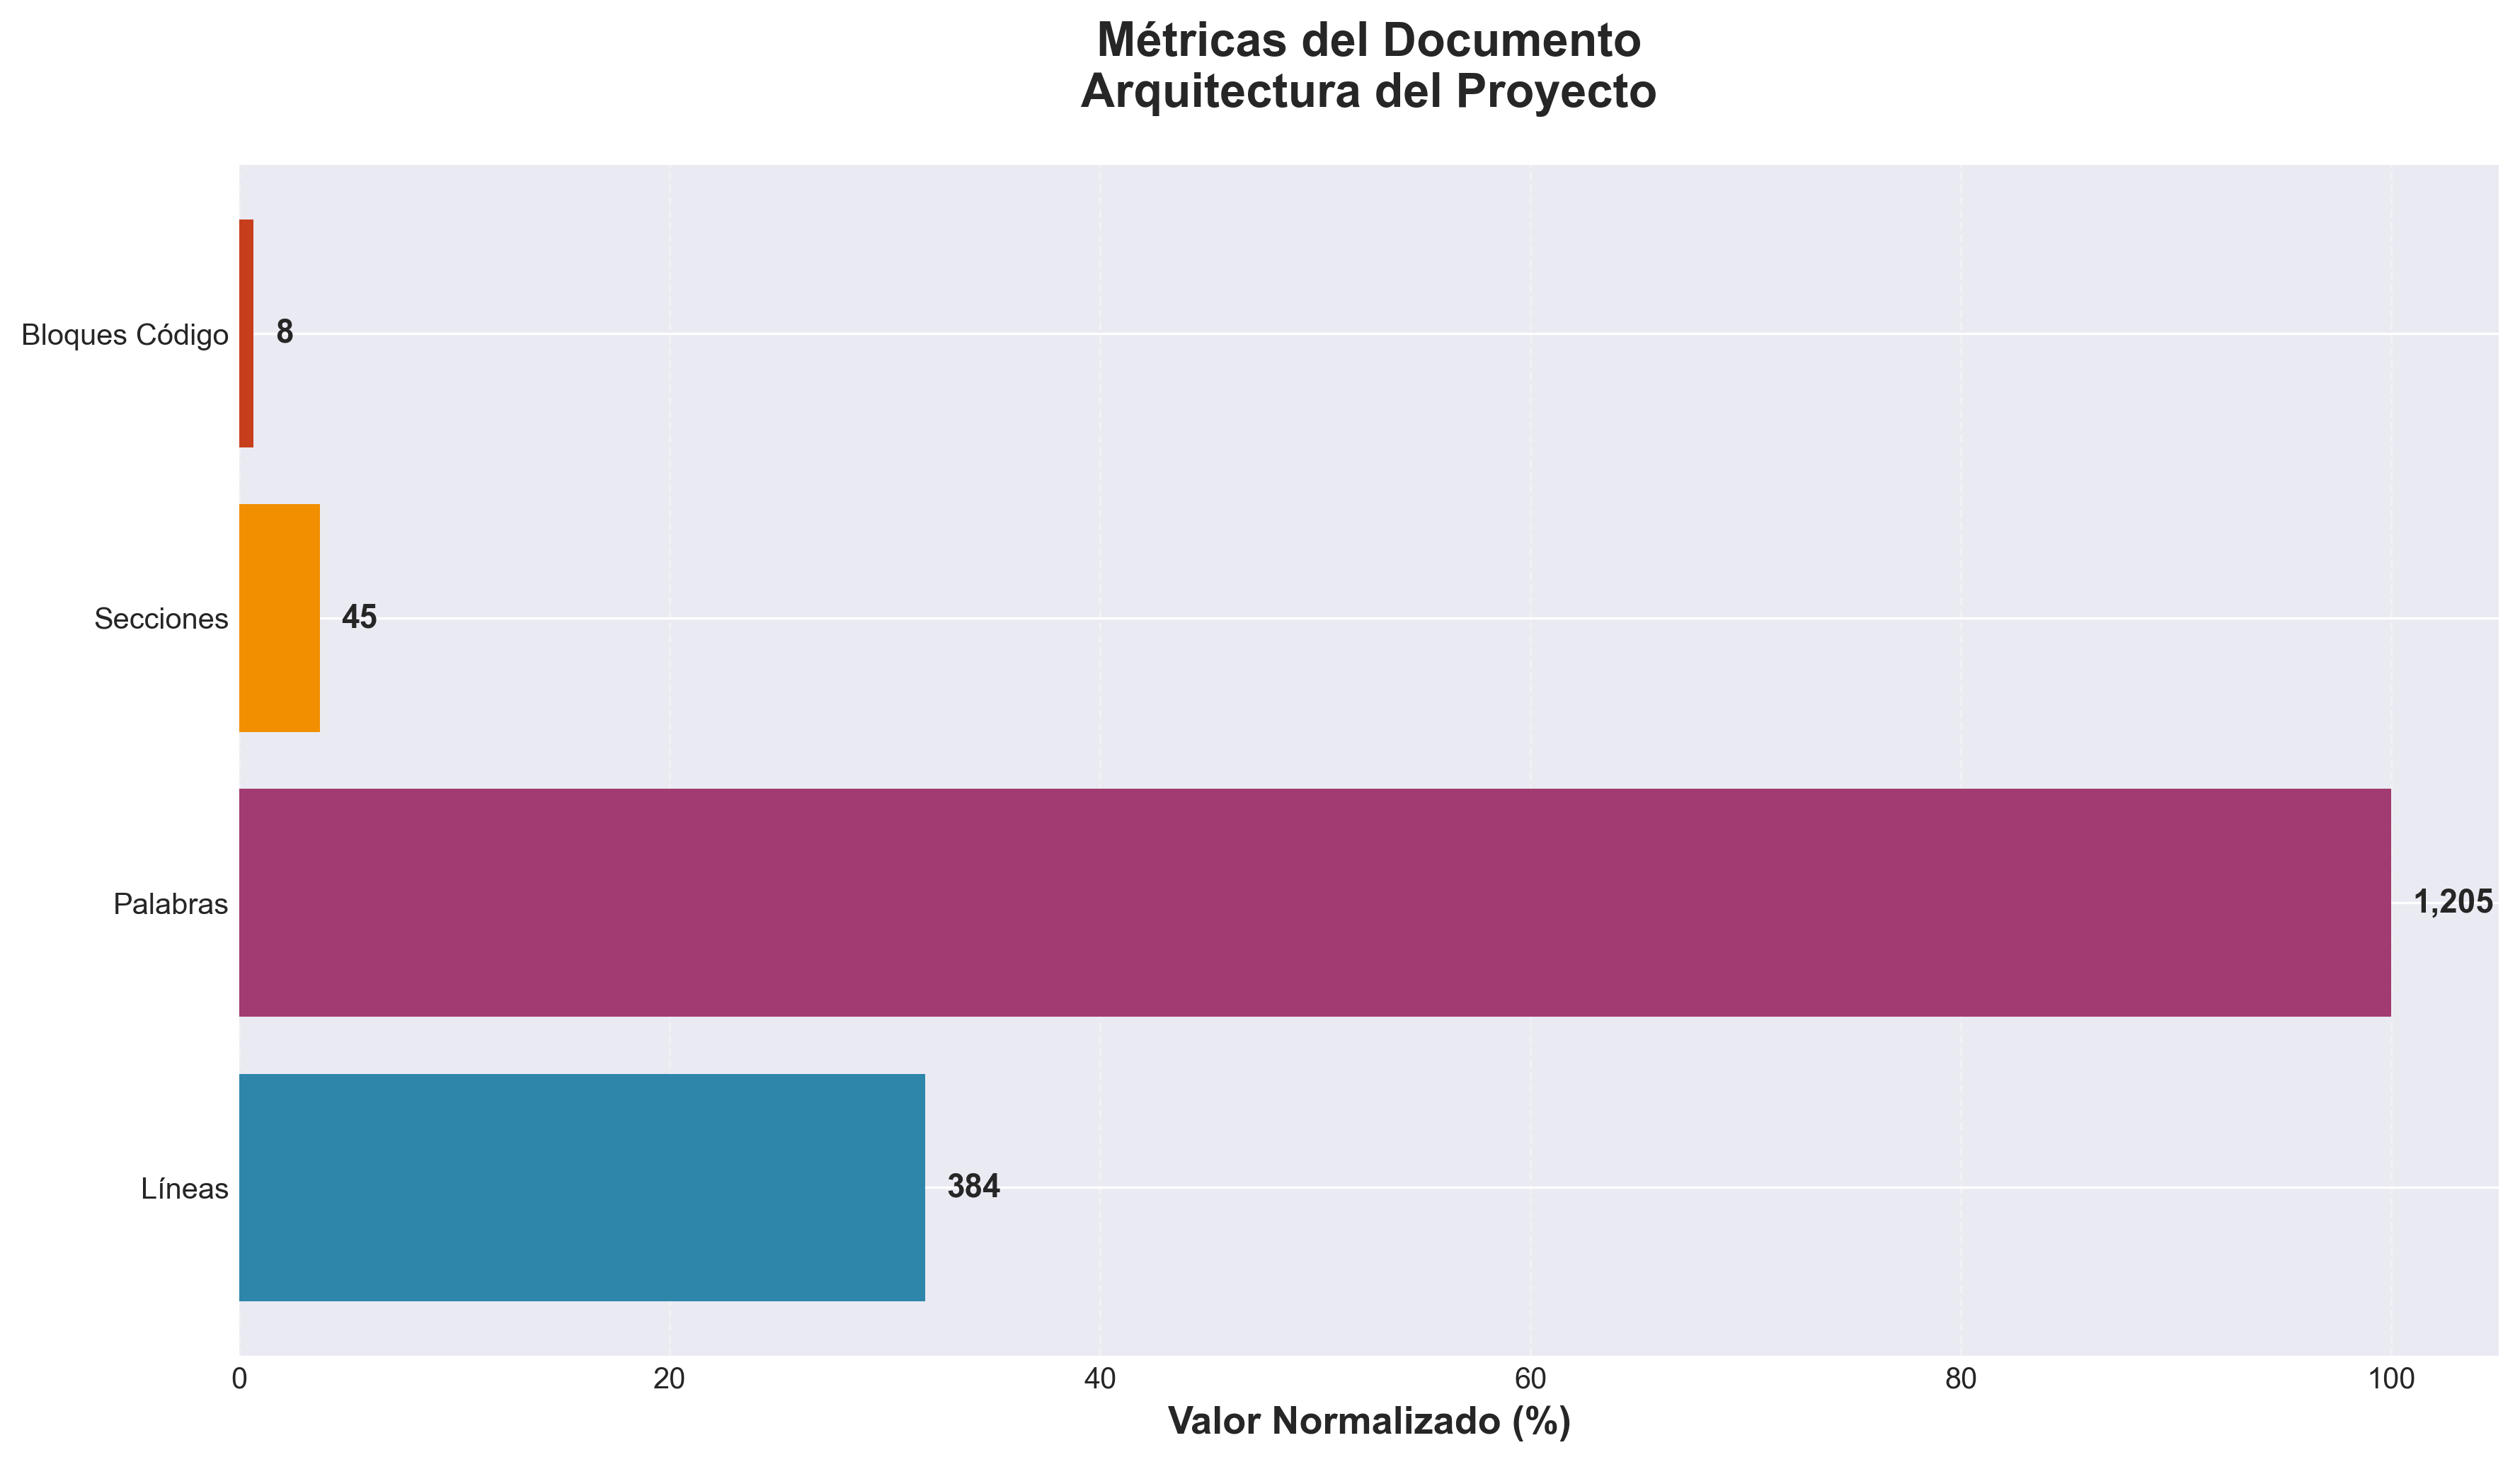 Métricas del Documento
Arquitectura del Proyecto
Bloques Código
8
Secciones
45
Palabras
1,205
Líneas
384
0 20 40 60 80 100
Valor Normalizado (%)